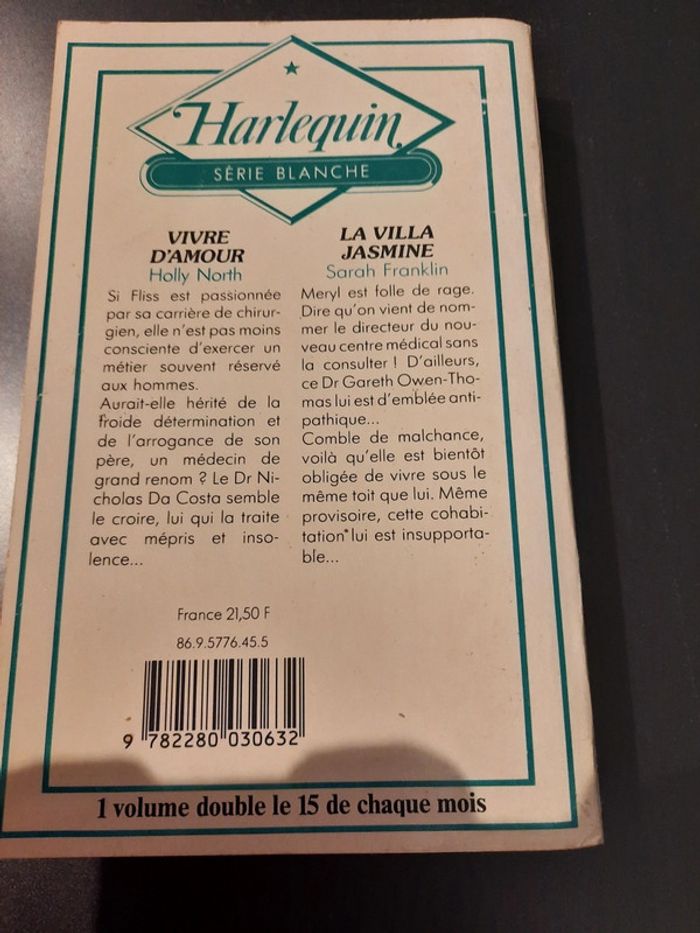 Harlequin
SÉRIE BLANCHE
VIVRE
D'AMOUR
Holly North
Si Fliss est passionnée
par sa carrière de chirur-
gien, elle n'est pas moins
consciente d'exercer un
métier souvent réservé
aux hommes.
Aurait-elle hérité de la
froide détermination et
de l'arrogance de son
père, un médecin de
grand renom ? Le Dr Ni-
cholas Da Costa semble
le croire, lui qui la traite
avec mépris et inso-
lence...
LA VILLA
JASMINE
Sarah Franklin
Meryl est folle de rage.
Dire qu'on vient de nom-
mer le directeur du nou-
veau centre médical sans
la consulter ! D'ailleurs,
ce Dr Gareth Owen-Tho-
mas lui est d'emblée anti-
pathique...
Comble de malchance,
voilà qu'elle est bientôt
obligée de vivre sous le
même toit que lui. Même
provisoire, cette cohabi-
tation lui est insupporta-
ble...
France 21,50 F
86.9.5776.45.5
9 782280 030632
1 volume double le 15 de chaque mois